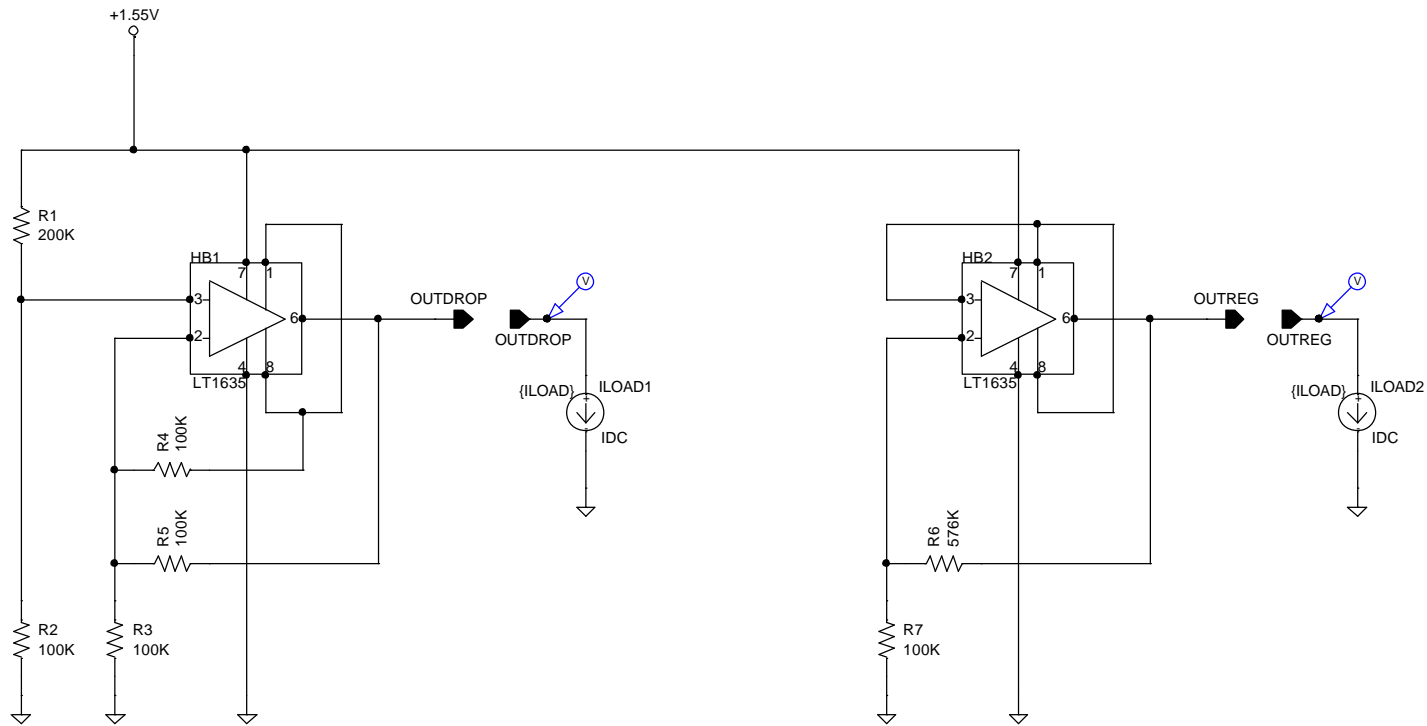 +1.55V
R1
200K
HB1
7
1
3
2
6
4
8
LT1635
OUTDROP
OUTDROP
V
{ILOAD}
ILOAD1
+
IDC
R4
100K
R5
100K
R2
100K
R3
100K
HB2
7
1
3
2
6
4
8
LT1635
OUTREG
OUTREG
V
{ILOAD}
ILOAD2
+
IDC
R6
576K
R7
100K